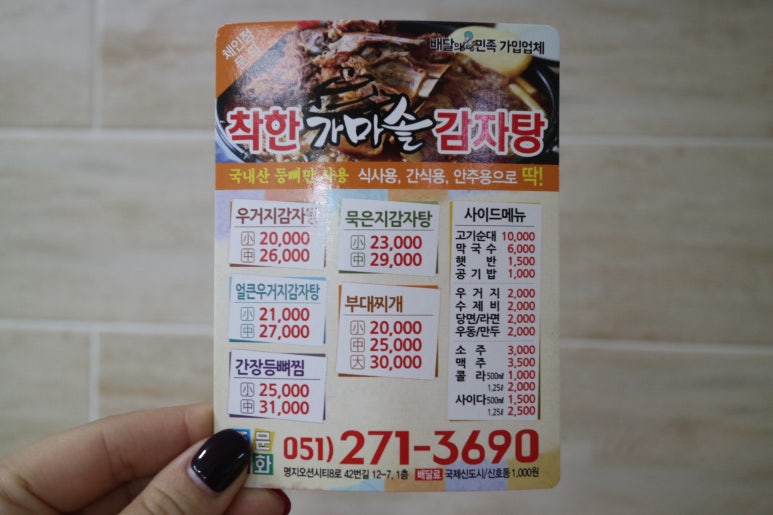 체인점
문의
배달의민족 가입업체
착한 가마솥 감자탕
국내산 등뼈만 사용 식사용, 간식용, 안주용으로 딱!
우거지감자탕
小 20,000
中 26,000
얼큰우거지감자탕
小 21,000
中 27,000
간장등뼈찜
小 25,000
中 31,000
묵은지감자탕
小 23,000
中 29,000
부대찌개
小 20,000
中 25,000
大 30,000
사이드메뉴
고기순대 10,000
막국수 6,000
햇반 1,500
공기밥 1,000
우거지 2,000
수제비 2,000
당면/라면 2,000
우동/만두 2,000
소주 3,000
맥주 3,500
콜라 500㎖ 1,000
1.25ℓ 2,000
사이다 500㎖ 1,500
1.25ℓ 2,500
문
화
051) 271-3690
명지오션시티8로 42번길 12-7, 1층 배달료 국제신도시/신호동 1,000원